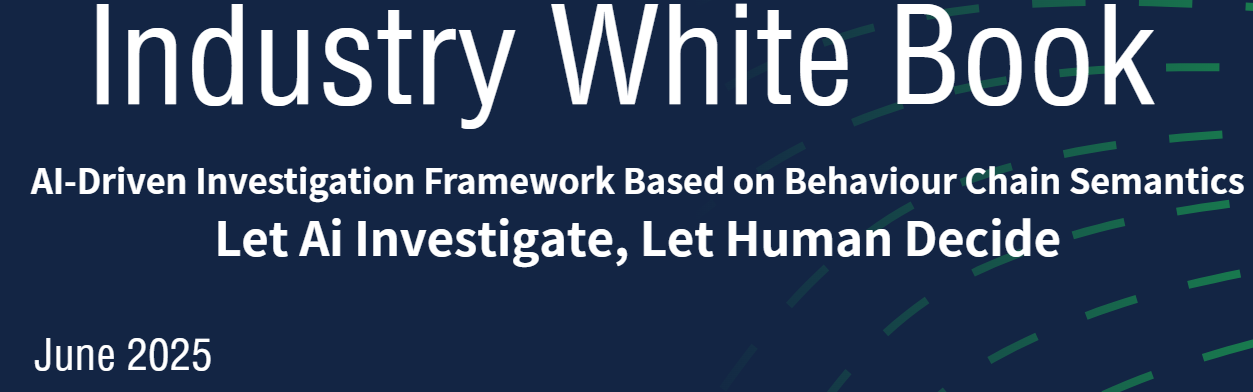 Industry White Book
AI-Driven Investigation Framework Based on Behaviour Chain Semantics
Let Ai Investigate, Let Human Decide
June 2025